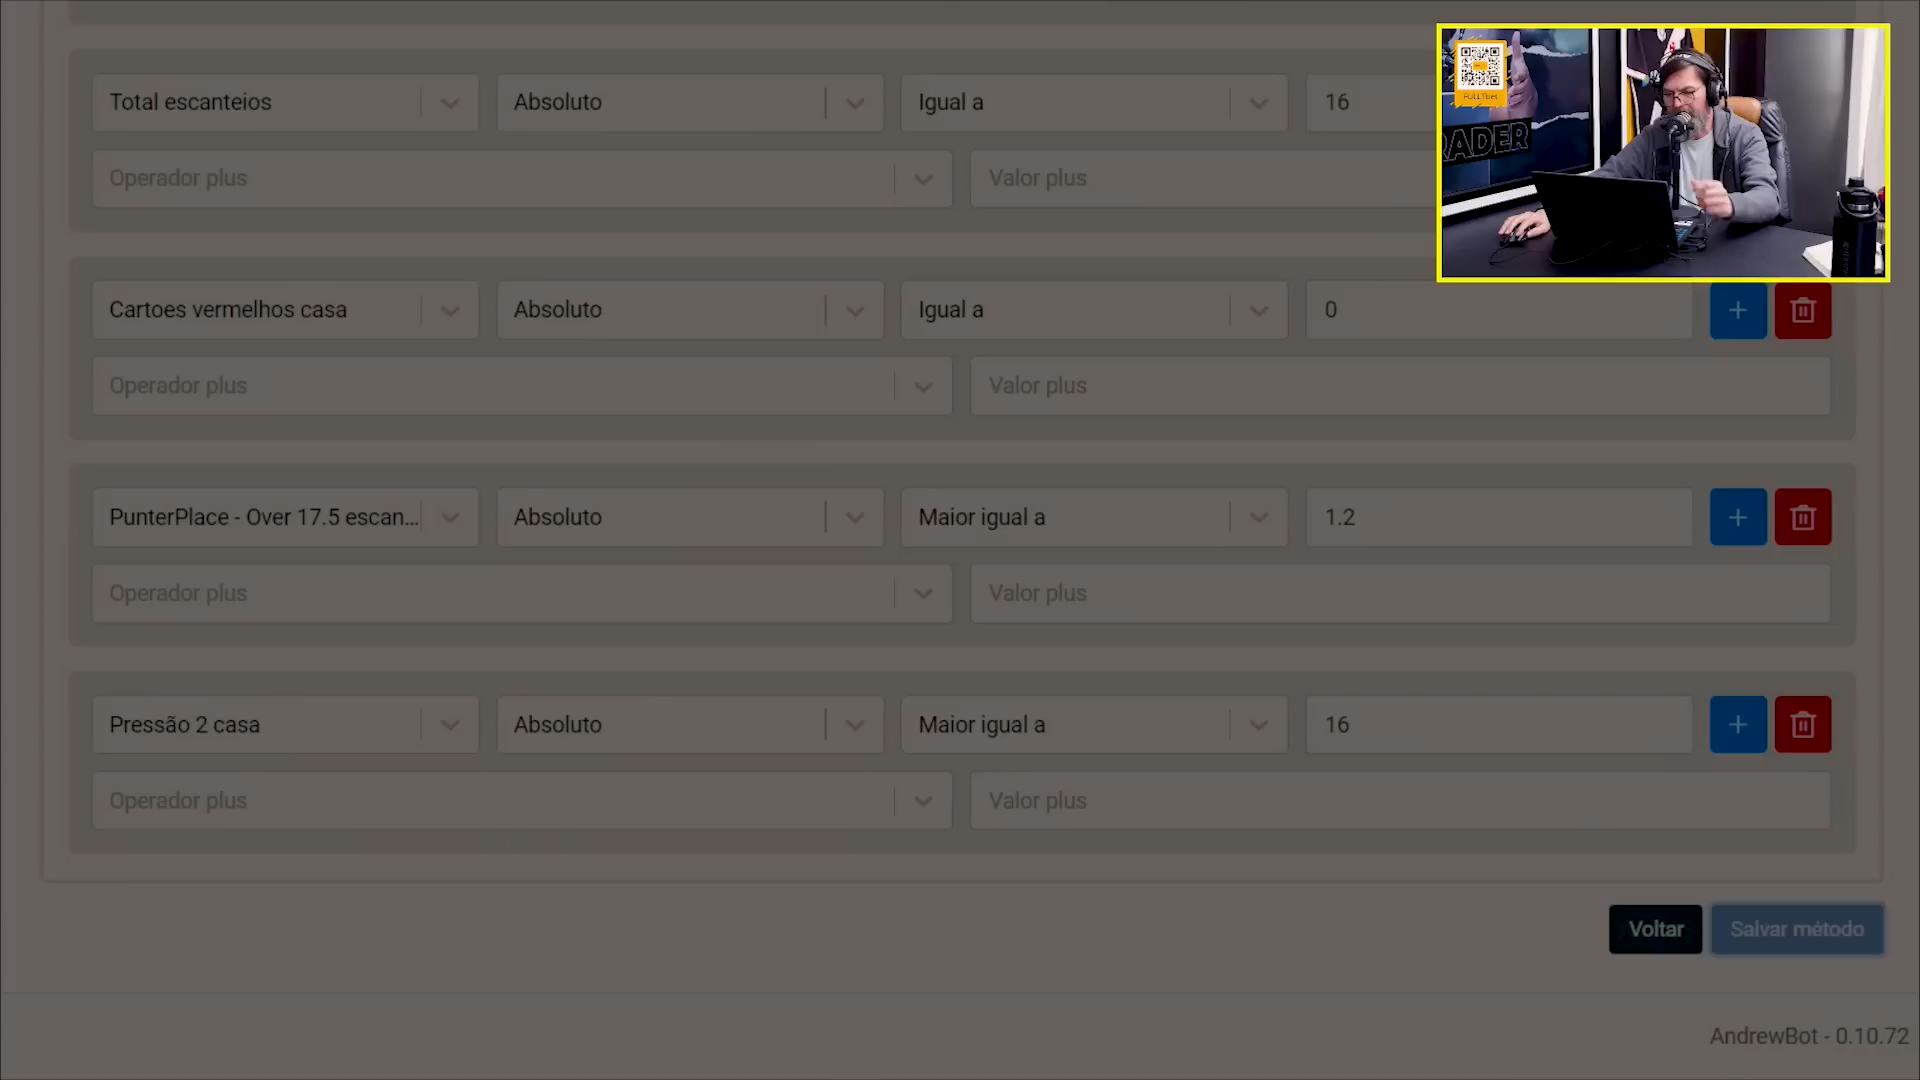 Total escanteios Absoluto Igual a 16
Operador plus Valor plus
FULLTbet
RADER
Cartoes vermelhos casa Absoluto Igual a 0
Operador plus Valor plus
PunterPlace - Over 17.5 escan... Absoluto Maior igual a 1.2
Operador plus Valor plus
Pressão 2 casa Absoluto Maior igual a 16
Operador plus Valor plus
Voltar Salvar método
AndrewBot - 0.10.72